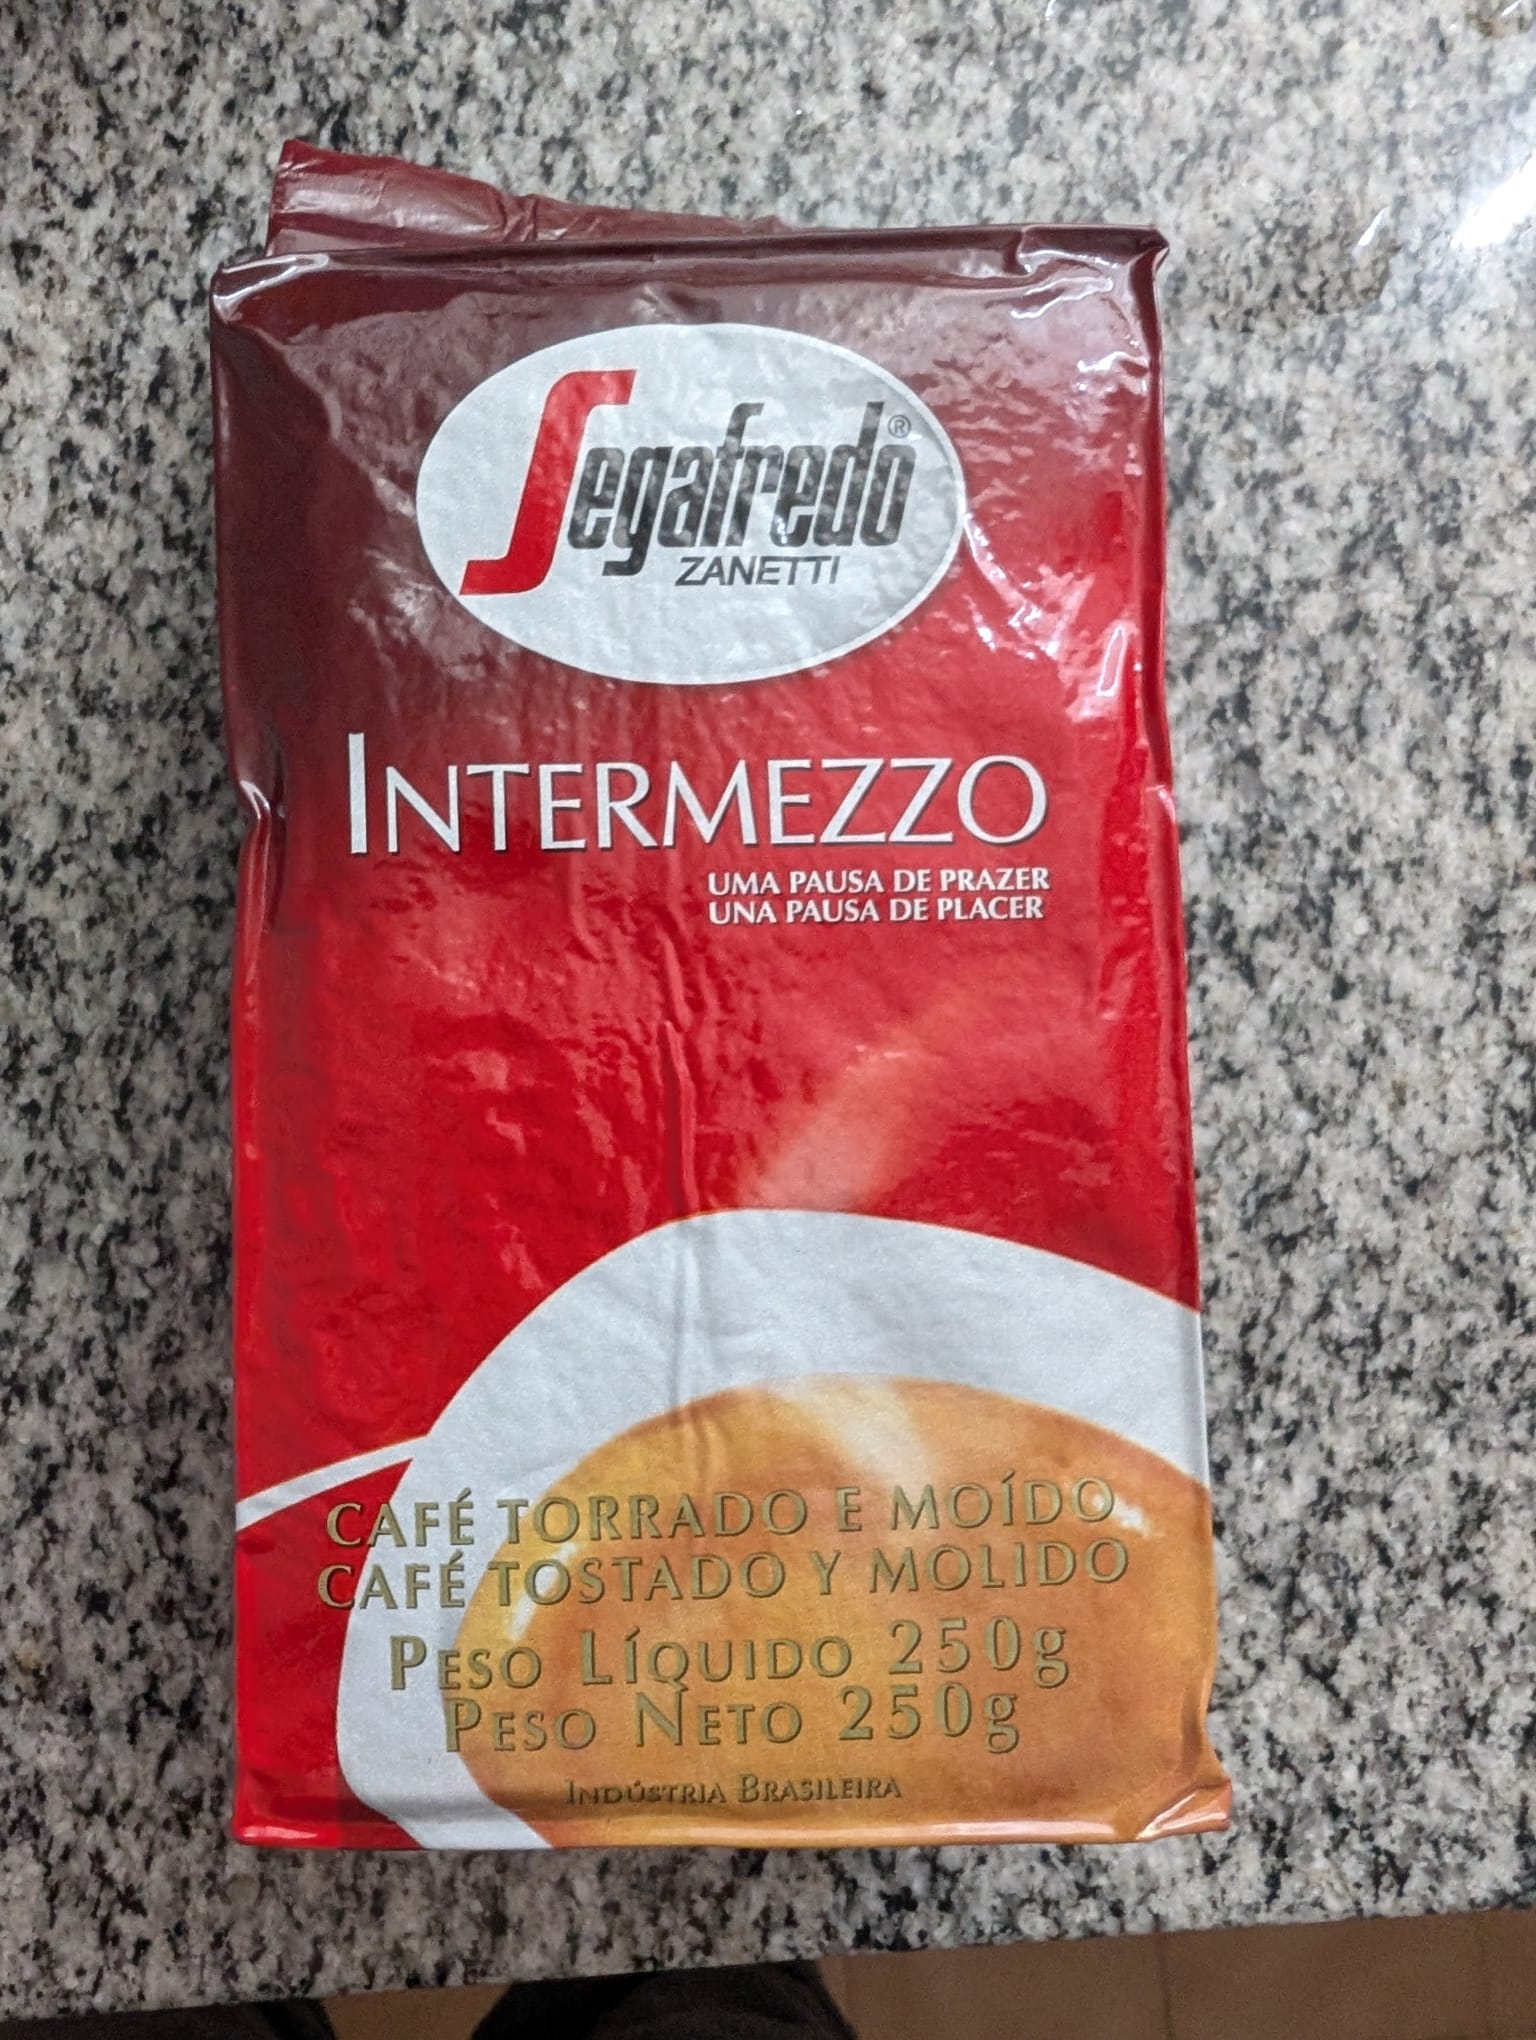 Segafredo®
ZANETTI
INTERMEZZO
UMA PAUSA DE PRAZER
UNA PAUSA DE PLACER
CAFÉ TORRADO E MOÍDO
CAFÉ TOSTADO Y MOLIDO
PESO LÍQUIDO 250g
PESO NETO 250g
INDÚSTRIA BRASILEIRA